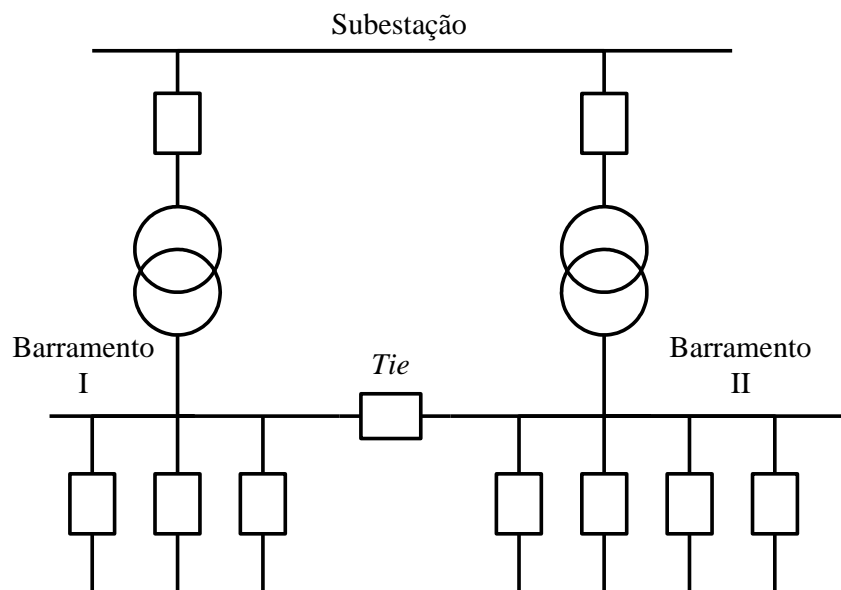 Subestação
Barramento
I
Tie
Barramento
II